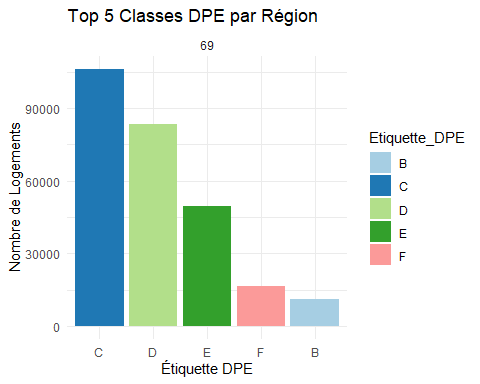 Top 5 Classes DPE par Région
69
Nombre de Logements
90000
60000
30000
0
C D E F B
Étiquette DPE
Etiquette_DPE
B
C
D
E
F